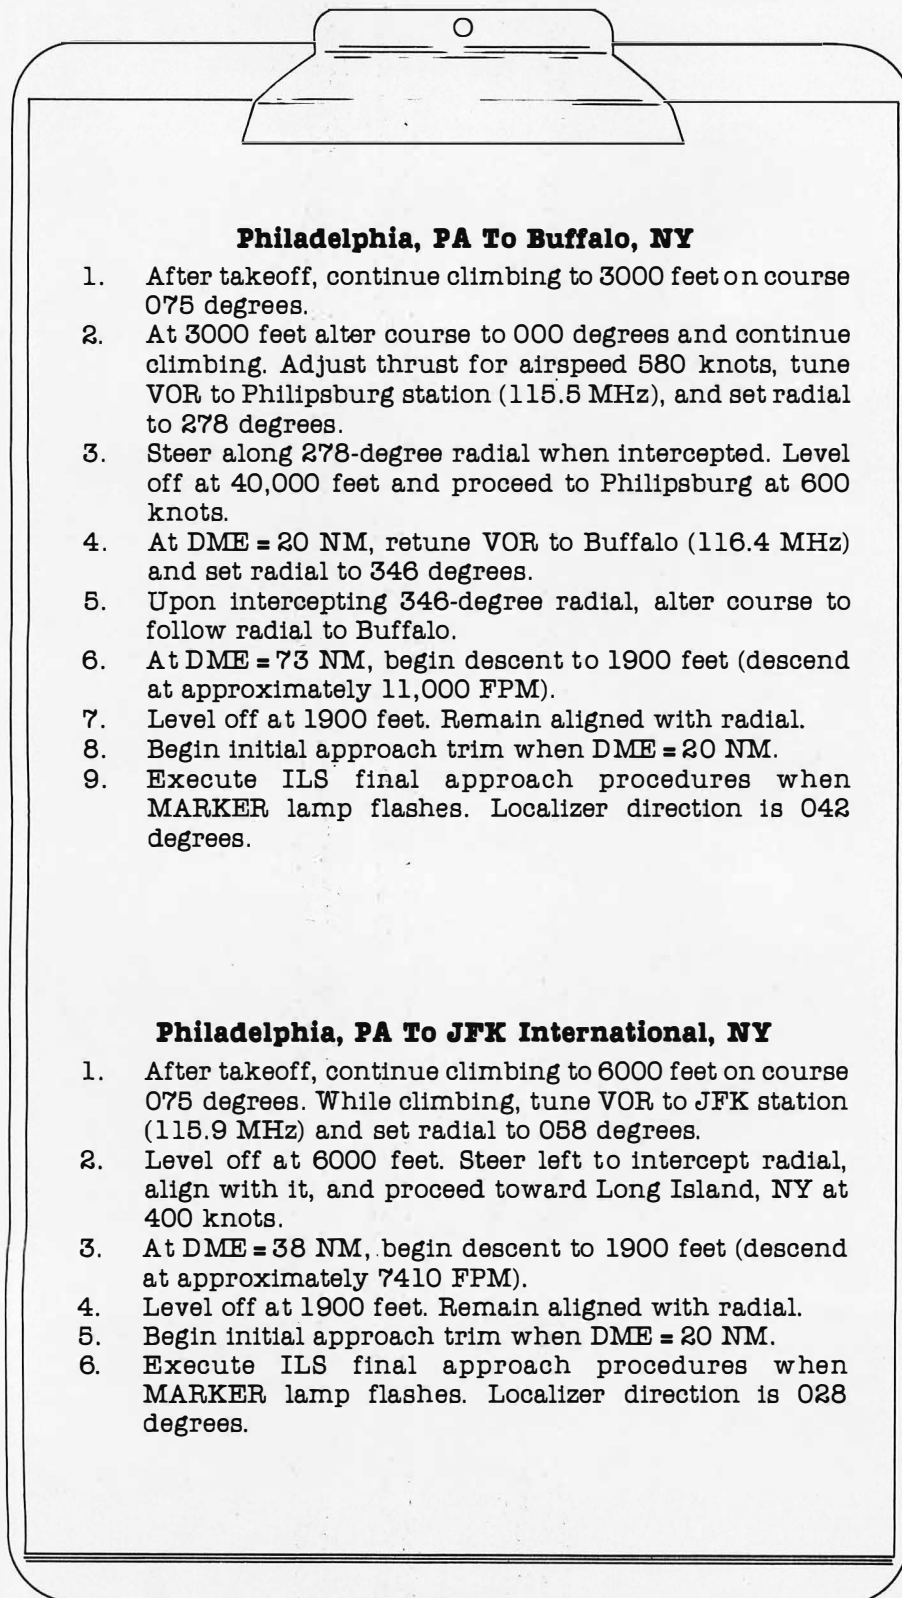 Philadelphia, PA To Buffalo, NY
1. After takeoff, continue climbing to 3000 feet on course
075 degrees.
2. At 3000 feet alter course to 000 degrees and continue
climbing. Adjust thrust for airspeed 580 knots, tune
VOR to Philipsburg station (115.5 MHz), and set radial
to 278 degrees.
3. Steer along 278-degree radial when intercepted. Level
off at 40,000 feet and proceed to Philipsburg at 600
knots.
4. At DME = 20 NM, retune VOR to Buffalo (116.4 MHz)
and set radial to 346 degrees.
5. Upon intercepting 346-degree radial, alter course to
follow radial to Buffalo.
6. At DME = 73 NM, begin descent to 1900 feet (descend
at approximately 11,000 FPM).
7. Level off at 1900 feet. Remain aligned with radial.
8. Begin initial approach trim when DME = 20 NM.
9. Execute ILS final approach procedures when
MARKER lamp flashes. Localizer direction is 042
degrees.
Philadelphia, PA To JFK International, NY
1. After takeoff, continue climbing to 6000 feet on course
075 degrees. While climbing, tune VOR to JFK station
(115.9 MHz) and set radial to 058 degrees.
2. Level off at 6000 feet. Steer left to intercept radial,
align with it, and proceed toward Long Island, NY at
400 knots.
3. At DME = 38 NM, begin descent to 1900 feet (descend
at approximately 7410 FPM).
4. Level off at 1900 feet. Remain aligned with radial.
5. Begin initial approach trim when DME = 20 NM.
6. Execute ILS final approach procedures when
MARKER lamp flashes. Localizer direction is 028
degrees.